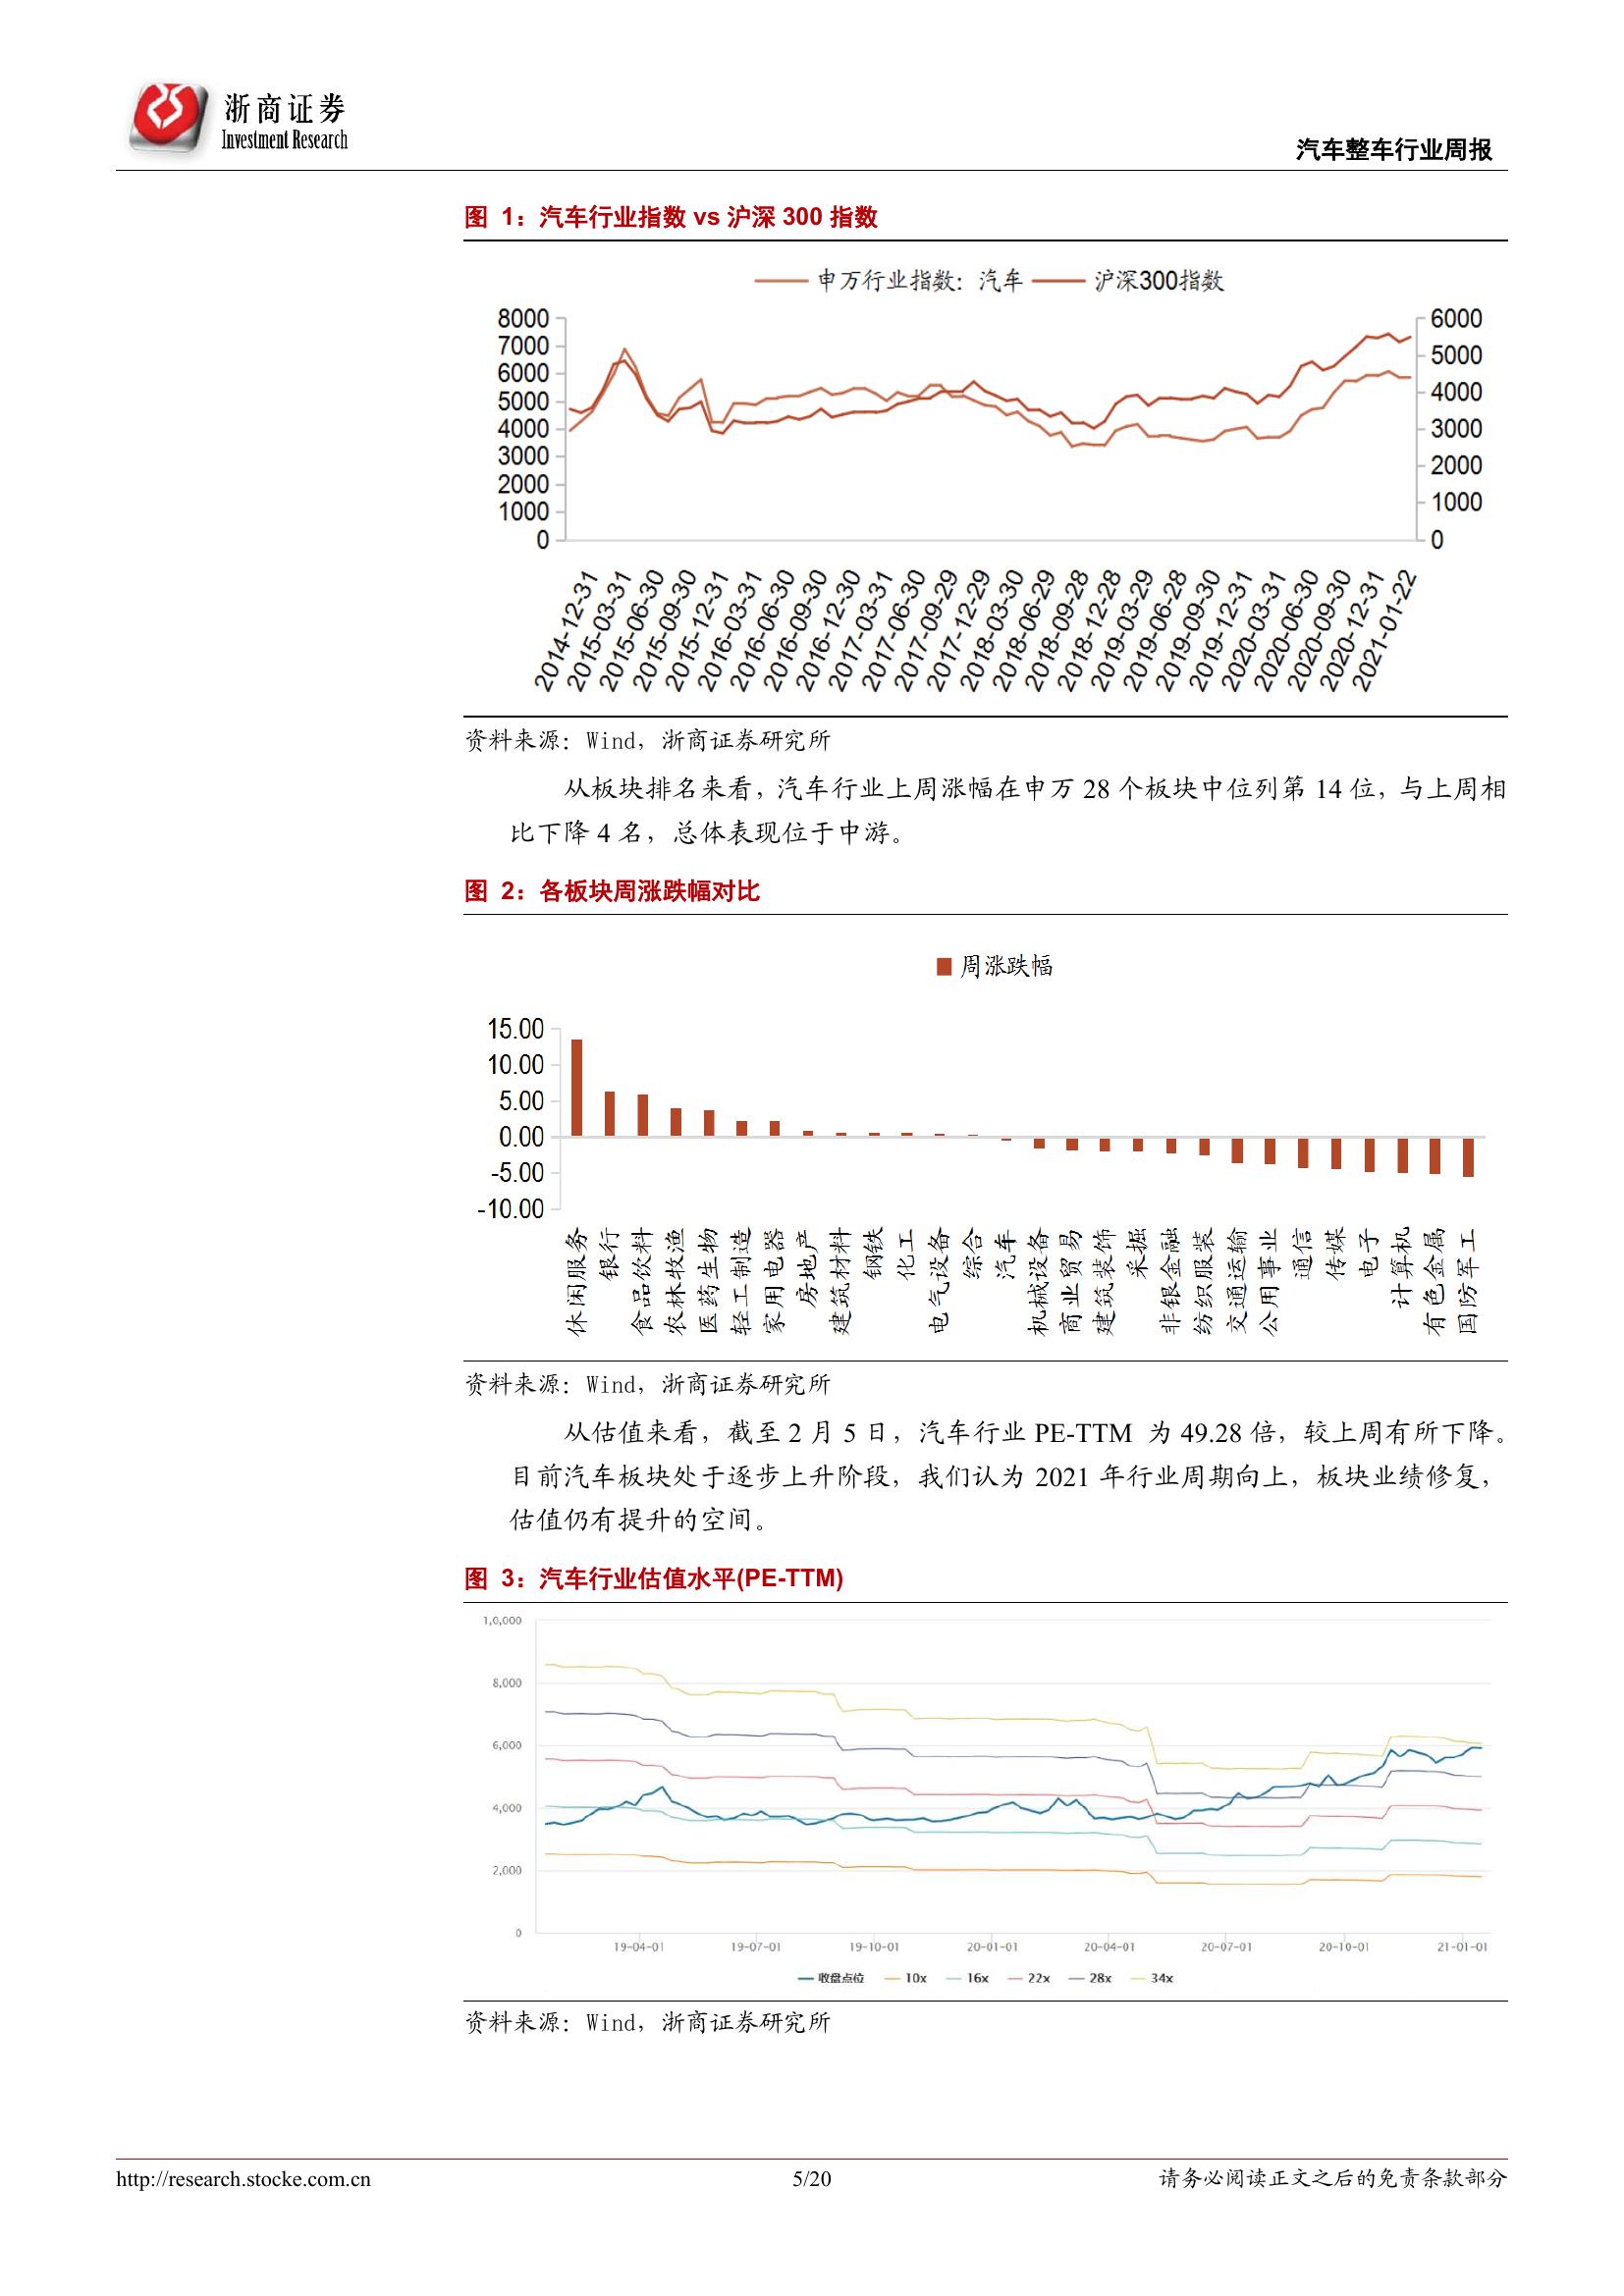 浙商证券
Investment Research
汽车整车行业周报
图 1：汽车行业指数 vs 沪深 300 指数
申万行业指数：汽车 沪深300指数
8000 6000
7000 5000
6000 4000
5000 3000
4000 2000
3000 1000
2000 0
1000
0
2014-12-31
2015-03-31
2015-06-30
2015-09-30
2015-12-31
2016-03-31
2016-06-30
2016-09-30
2016-12-30
2017-03-31
2017-06-30
2017-09-29
2017-12-29
2018-03-30
2018-06-29
2018-09-28
2018-12-28
2019-03-29
2019-06-28
2019-09-30
2019-12-31
2020-03-31
2020-06-30
2020-09-30
2020-12-31
2021-01-22
资料来源：Wind，浙商证券研究所
从板块排名来看，汽车行业上周涨幅在申万 28 个板块中位列第 14 位，与上周相
比下降 4 名，总体表现位于中游。
图 2：各板块周涨跌幅对比
周涨跌幅
15.00
10.00
5.00
0.00
-5.00
-10.00
休闲服务
银行
食品饮料
农林牧渔
医药生物
轻工制造
家用电器
房地产
建筑材料
钢铁
化工
电气设备
综合
汽车
机械设备
商业贸易
建筑装饰
采掘
非银金融
纺织服装
交通运输
公用事业
通信
传媒
电子
计算机
有色金属
国防军工
资料来源：Wind，浙商证券研究所
从估值来看，截至 2 月 5 日，汽车行业 PE-TTM 为 49.28 倍，较上周有所下降。
目前汽车板块处于逐步上升阶段，我们认为 2021 年行业周期向上，板块业绩修复，
估值仍有提升的空间。
图 3：汽车行业估值水平(PE-TTM)
1,0,000
8,000
6,000
4,000
2,000
0
19-04-01 19-07-01 19-10-01 20-01-01 20-04-01 20-07-01 20-10-01 21-01-01
收盘点位 10x 16x 22x 28x 34x
资料来源：Wind，浙商证券研究所
http://research.stocke.com.cn 5/20 请务必阅读正文之后的免责条款部分